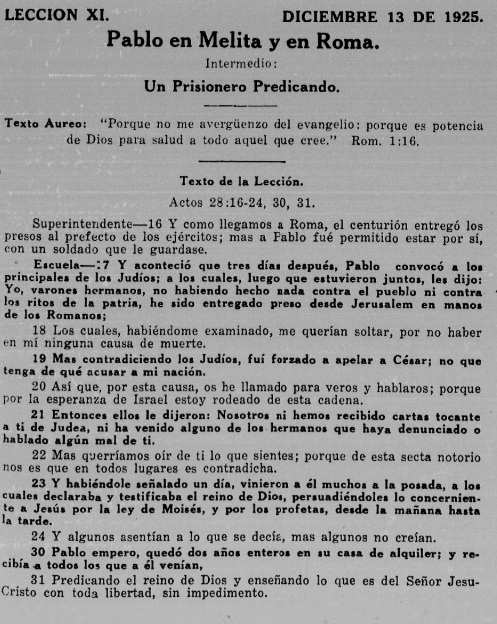 LECCION XI. DICIEMBRE 13 DE 1925.
Pablo en Melita y en Roma.
Intermedio:
Un Prisionero Predicando.
Texto Aureo: "Porque no me avergüenzo del evangelio: porque es potencia
de Dios para salud a todo aquel que cree." Rom. 1:16.
Texto de la Lección.
Actos 28:16-24, 30, 31.
Superintendente—16 Y como llegamos a Roma, el centurión entregó los
presos al prefecto de los ejércitos; mas a Pablo fué permitido estar por sí,
con un soldado que le guardase.
Escuela—17 Y aconteció que tres días después, Pablo convocó a los
principales de los Judíos; a los cuales, luego que estuvieron juntos, les dijo:
Yo, varones hermanos, no habiendo hecho nada contra el pueblo ni contra
los ritos de la patria, he sido entregado preso desde Jerusalem en manos
de los Romanos;
18 Los cuales, habiéndome examinado, me querían soltar, por no haber
en mí ninguna causa de muerte.
19 Mas contradiciendo los Judíos, fuí forzado a apelar a César; no que
tenga de qué acusar a mi nación.
20 Así que, por esta causa, os he llamado para veros y hablaros; porque
por la esperanza de Israel estoy rodeado de esta cadena.
21 Entonces ellos le dijeron: Nosotros ni hemos recibido cartas tocante
a ti de Judea, ni ha venido alguno de los hermanos que haya denunciado o
hablado algún mal de ti.
22 Mas querríamos oír de ti lo que sientes; porque de esta secta notorio
nos es que en todos lugares es contradicha.
23 Y habiéndole señalado un día, vinieron a él muchos a la posada, a los
cuales declaraba y testificaba el reino de Dios, persuadiéndoles lo concernien-
te a Jesús por la ley de Moisés, y por los profetas, desde la mañana hasta
la tarde.
24 Y algunos asentían a lo que se decía, mas algunos no creían.
30 Pablo empero, quedó dos años enteros en su casa de alquiler; y re-
cibía a todos los que a él venían,
31 Predicando el reino de Dios y enseñando lo que es del Señor Jesu-
Cristo con toda libertad, sin impedimento.